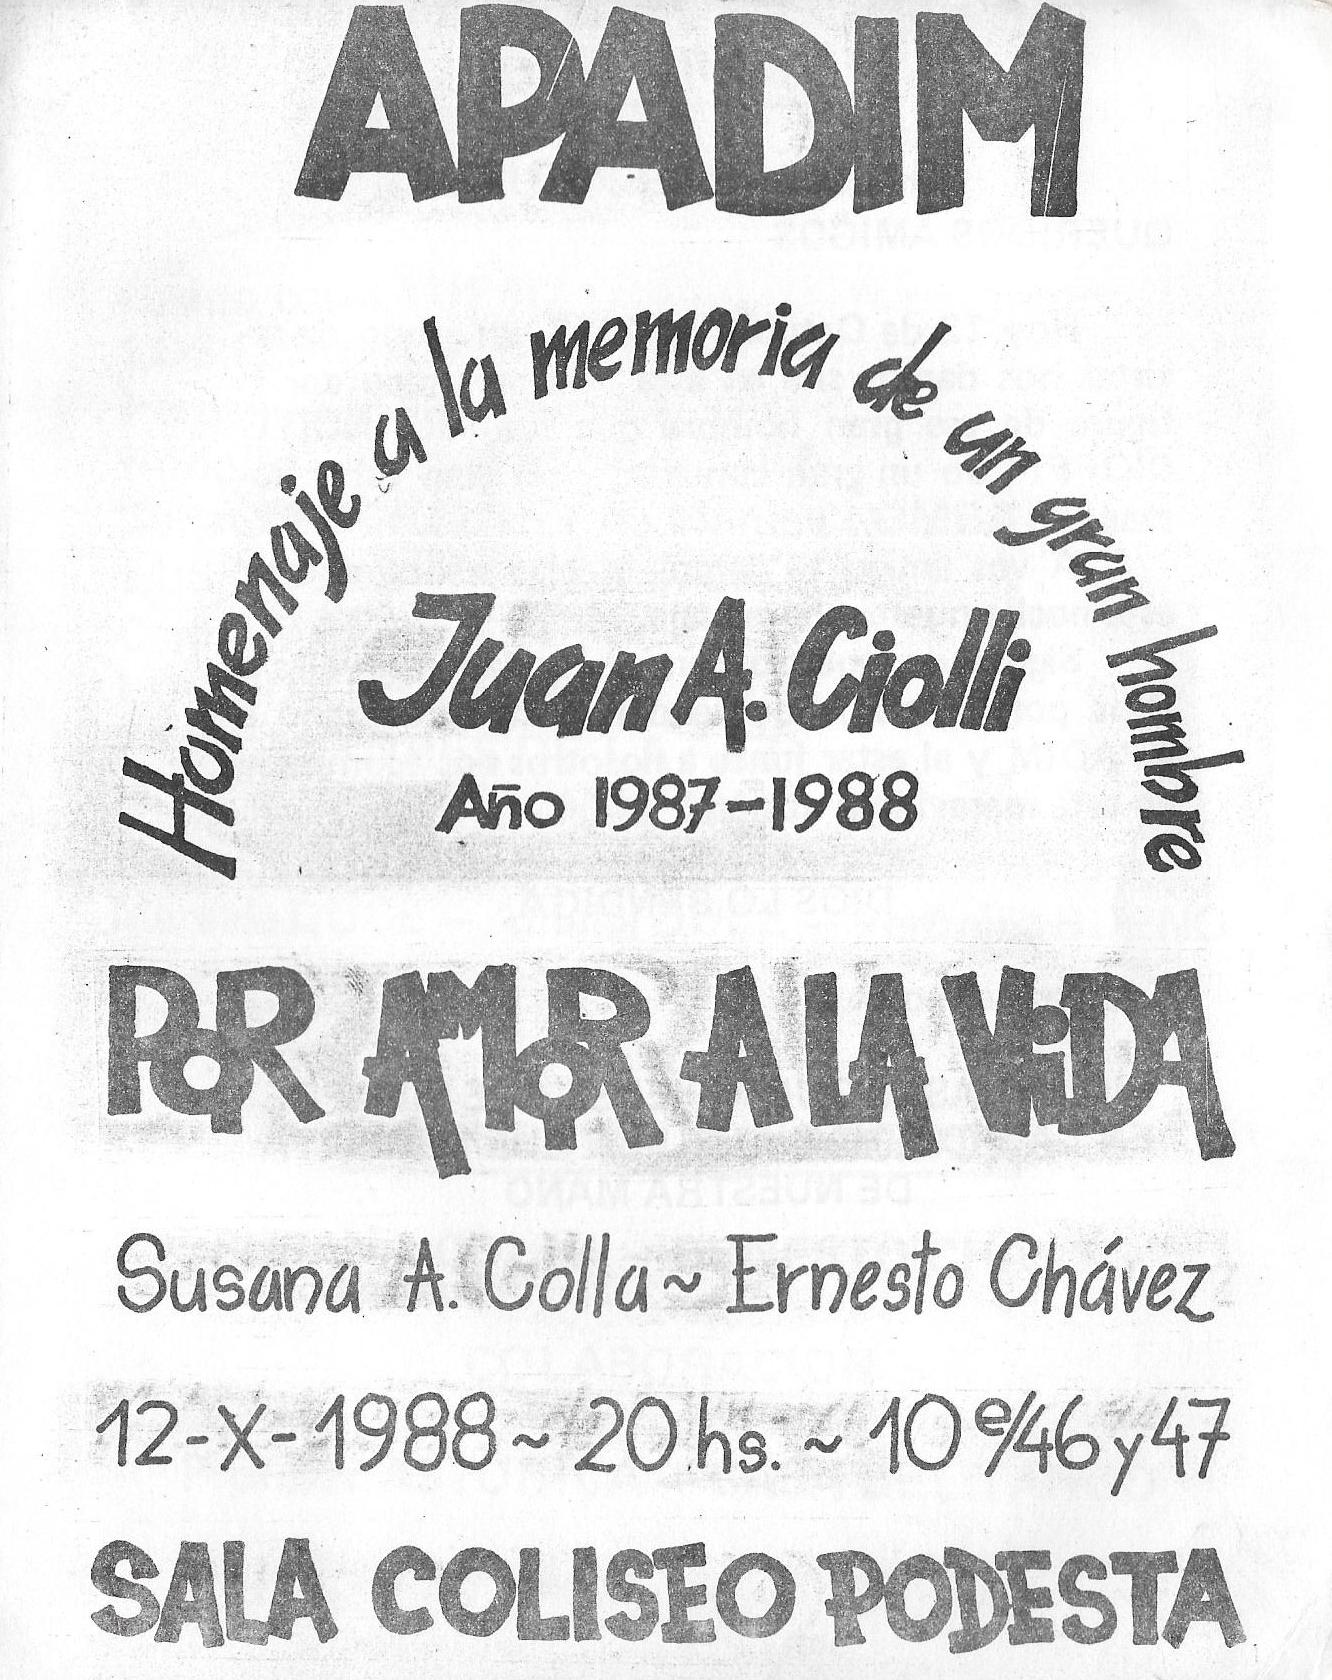 APADIM
Homenaje a la memoria de un gran hombre
Juan A. Ciolli
Año 1987-1988
POR AMOR A LA ViDA
Susana A. Colla ~ Ernesto Chávez
12-X-1988 ~ 20 hs. ~ 10 e/46 y 47
SALA COLISEO PODESTA